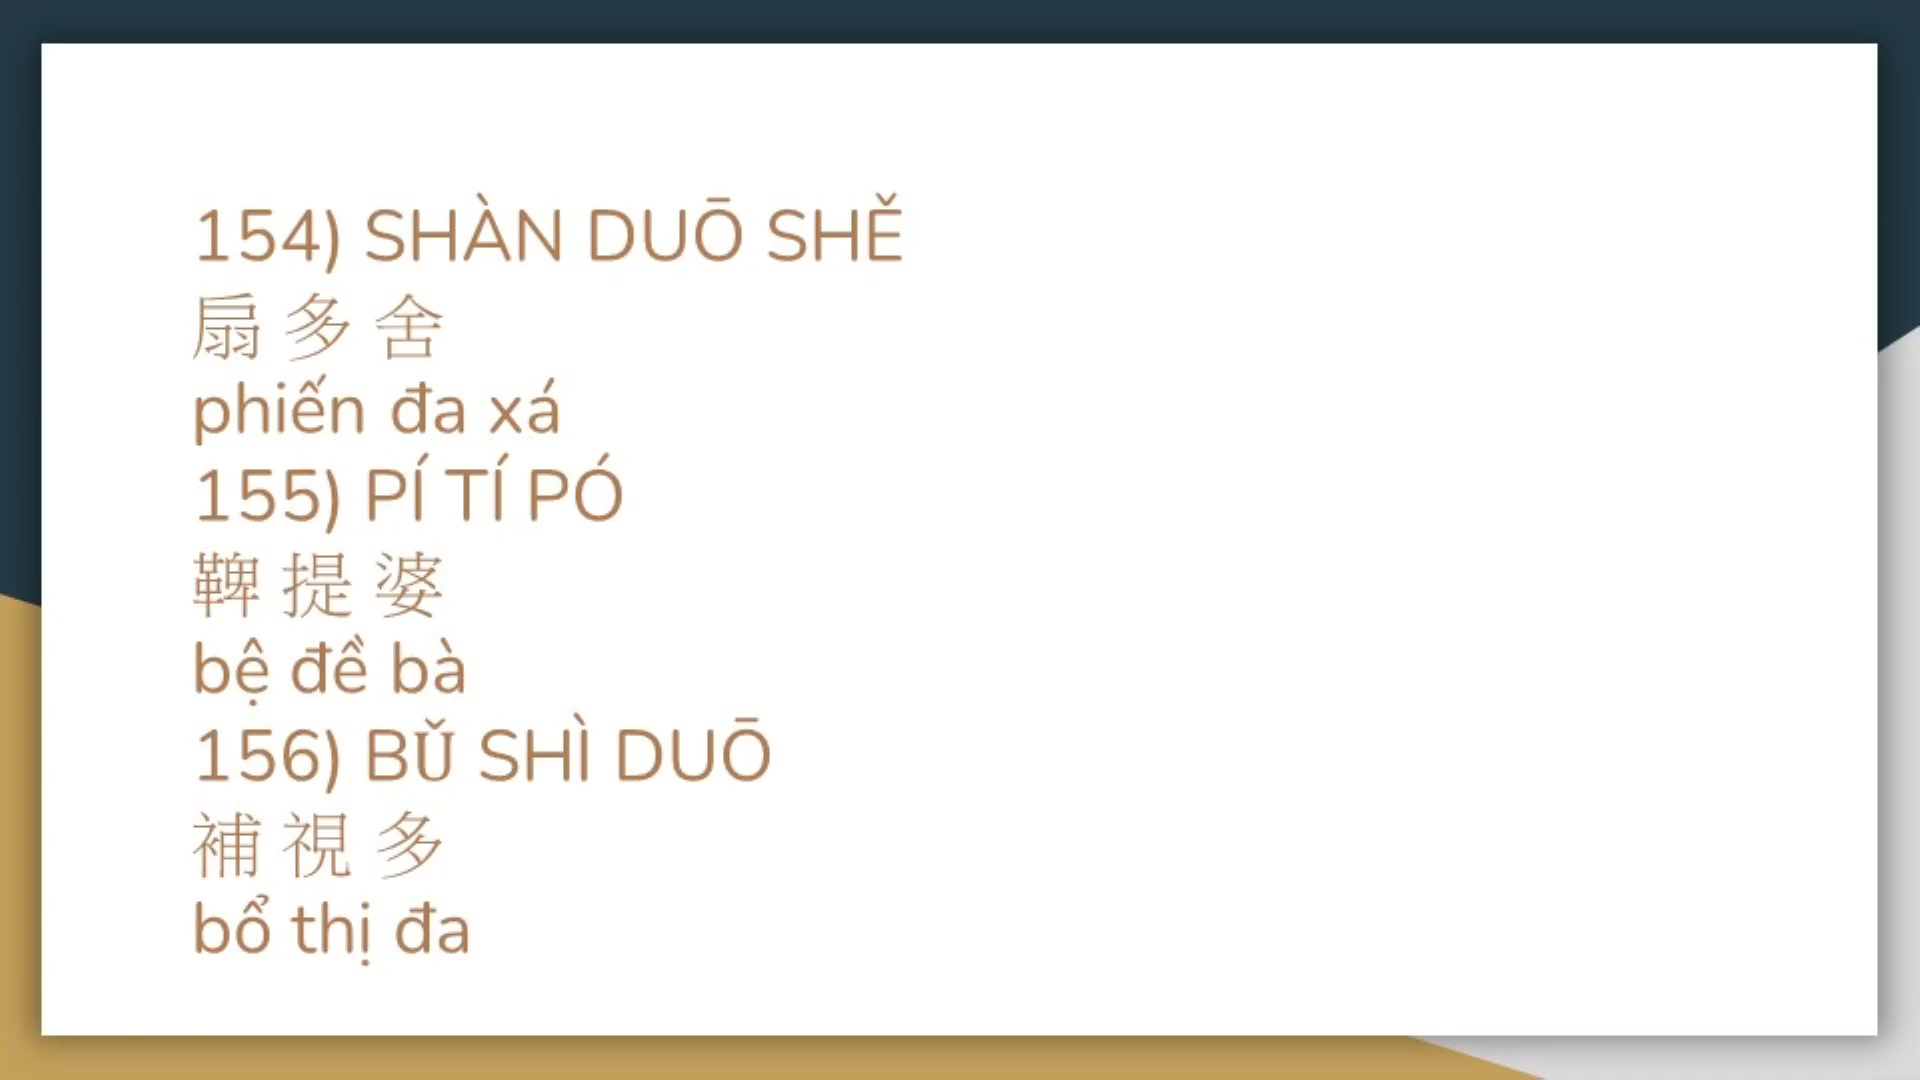 154) SHÀN DUŌ SHĚ
扇 多 舍
phiến đa xá
155) PÍ TÍ PÓ
鞞 提 婆
bệ đề bà
156) BǓ SHÌ DUŌ
補 視 多
bổ thị đa